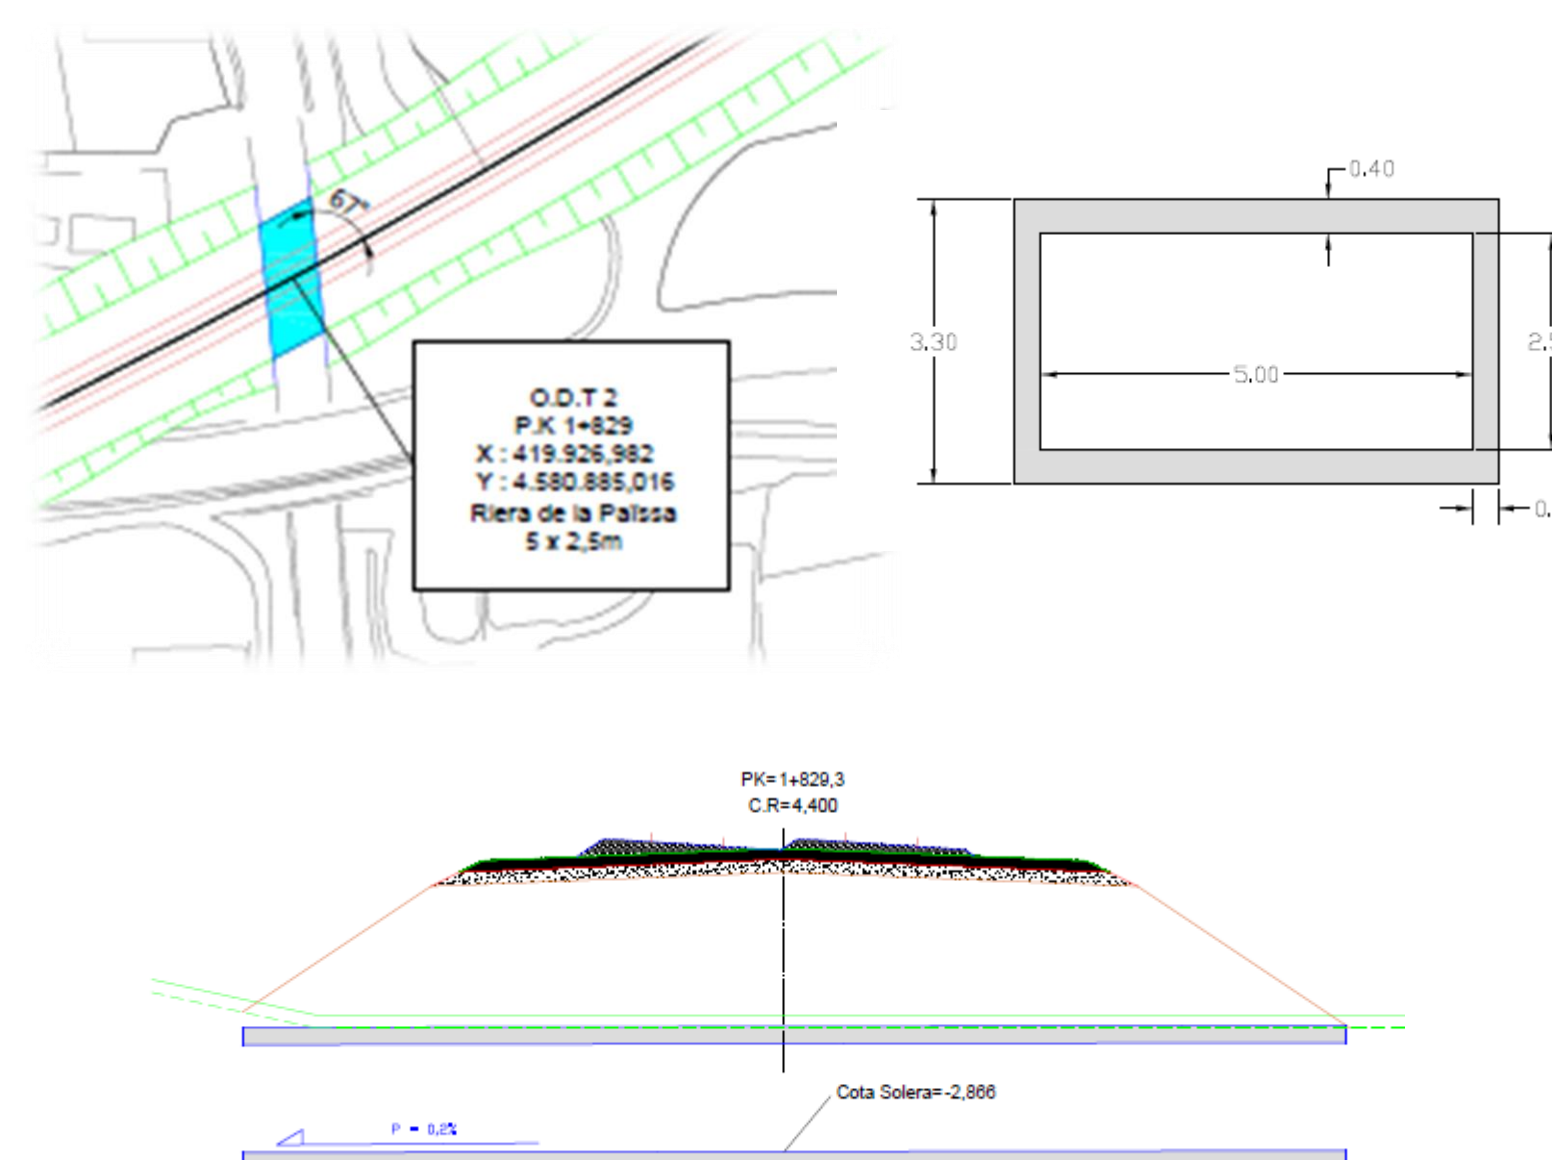 67°
O.D.T 2
P.K 1+829
X : 419.926,982
Y : 4.580.885,016
Riera de la Païssa
5 x 2,5m
0.40
3.30
5.00
PK=1+829,3
C.R=4,400
Cota Solera=-2,866
P = 0,2%